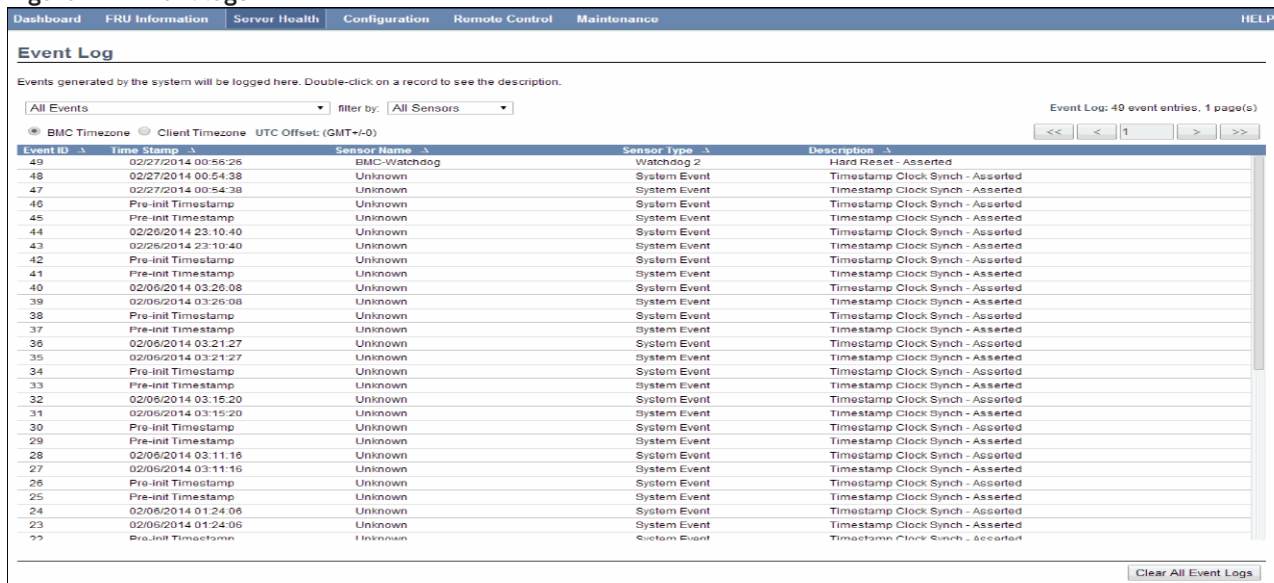 Dashboard FRU Information Server Health Configuration Remote Control Maintenance HELP
Event Log
Events generated by the system will be logged here. Double-click on a record to see the description.
All Events filter by: All Sensors Event Log: 49 event entries, 1 page(s)
BMC Timezone Client Timezone UTC Offset: (GMT+/-0) << < 1 > >>
Event ID Time Stamp Sensor Name Sensor Type Description
49 02/27/2014 00:56:26 BMC-Watchdog Watchdog 2 Hard Reset - Asserted
48 02/27/2014 00:54:38 Unknown System Event Timestamp Clock Synch - Asserted
47 02/27/2014 00:54:38 Unknown System Event Timestamp Clock Synch - Asserted
46 Pre-init Timestamp Unknown System Event Timestamp Clock Synch - Asserted
45 Pre-init Timestamp Unknown System Event Timestamp Clock Synch - Asserted
44 02/26/2014 23:10:40 Unknown System Event Timestamp Clock Synch - Asserted
43 02/26/2014 23:10:40 Unknown System Event Timestamp Clock Synch - Asserted
42 Pre-init Timestamp Unknown System Event Timestamp Clock Synch - Asserted
41 Pre-init Timestamp Unknown System Event Timestamp Clock Synch - Asserted
40 02/06/2014 03:26:08 Unknown System Event Timestamp Clock Synch - Asserted
39 02/06/2014 03:26:08 Unknown System Event Timestamp Clock Synch - Asserted
38 Pre-init Timestamp Unknown System Event Timestamp Clock Synch - Asserted
37 Pre-init Timestamp Unknown System Event Timestamp Clock Synch - Asserted
36 02/06/2014 03:21:27 Unknown System Event Timestamp Clock Synch - Asserted
35 02/06/2014 03:21:27 Unknown System Event Timestamp Clock Synch - Asserted
34 Pre-init Timestamp Unknown System Event Timestamp Clock Synch - Asserted
33 Pre-init Timestamp Unknown System Event Timestamp Clock Synch - Asserted
32 02/06/2014 03:15:20 Unknown System Event Timestamp Clock Synch - Asserted
31 02/06/2014 03:15:20 Unknown System Event Timestamp Clock Synch - Asserted
30 Pre-init Timestamp Unknown System Event Timestamp Clock Synch - Asserted
29 Pre-init Timestamp Unknown System Event Timestamp Clock Synch - Asserted
28 02/06/2014 03:11:16 Unknown System Event Timestamp Clock Synch - Asserted
27 02/06/2014 03:11:16 Unknown System Event Timestamp Clock Synch - Asserted
26 Pre-init Timestamp Unknown System Event Timestamp Clock Synch - Asserted
25 Pre-init Timestamp Unknown System Event Timestamp Clock Synch - Asserted
24 02/06/2014 01:24:06 Unknown System Event Timestamp Clock Synch - Asserted
23 02/06/2014 01:24:06 Unknown System Event Timestamp Clock Synch - Asserted
22 Pre-init Timestamp Unknown System Event Timestamp Clock Synch - Asserted
Clear All Event Logs